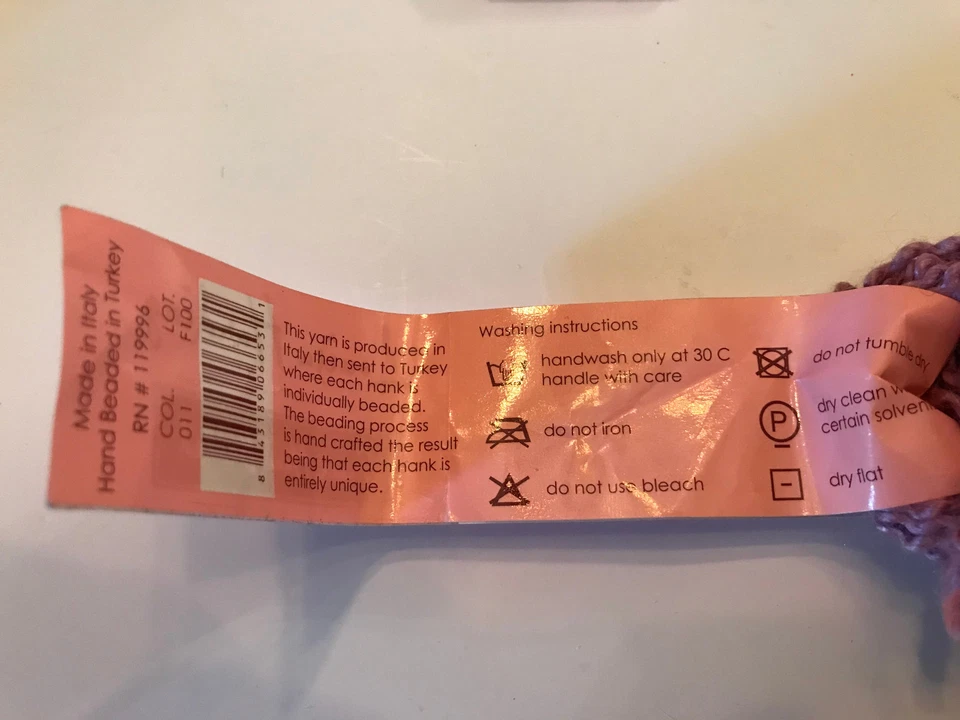 Made in Italy
Hand Beaded in Turkey
RN # 119996
COL. LOT.
011 F100
This yarn is produced in
Italy then sent to Turkey
where each hank is
individually beaded.
The beading process
is hand crafted the result
being that each hank is
entirely unique.
Washing instructions
handwash only at 30 C
handle with care
do not iron
do not use bleach
do not tumble dry
P
dry clean
certain
dry flat